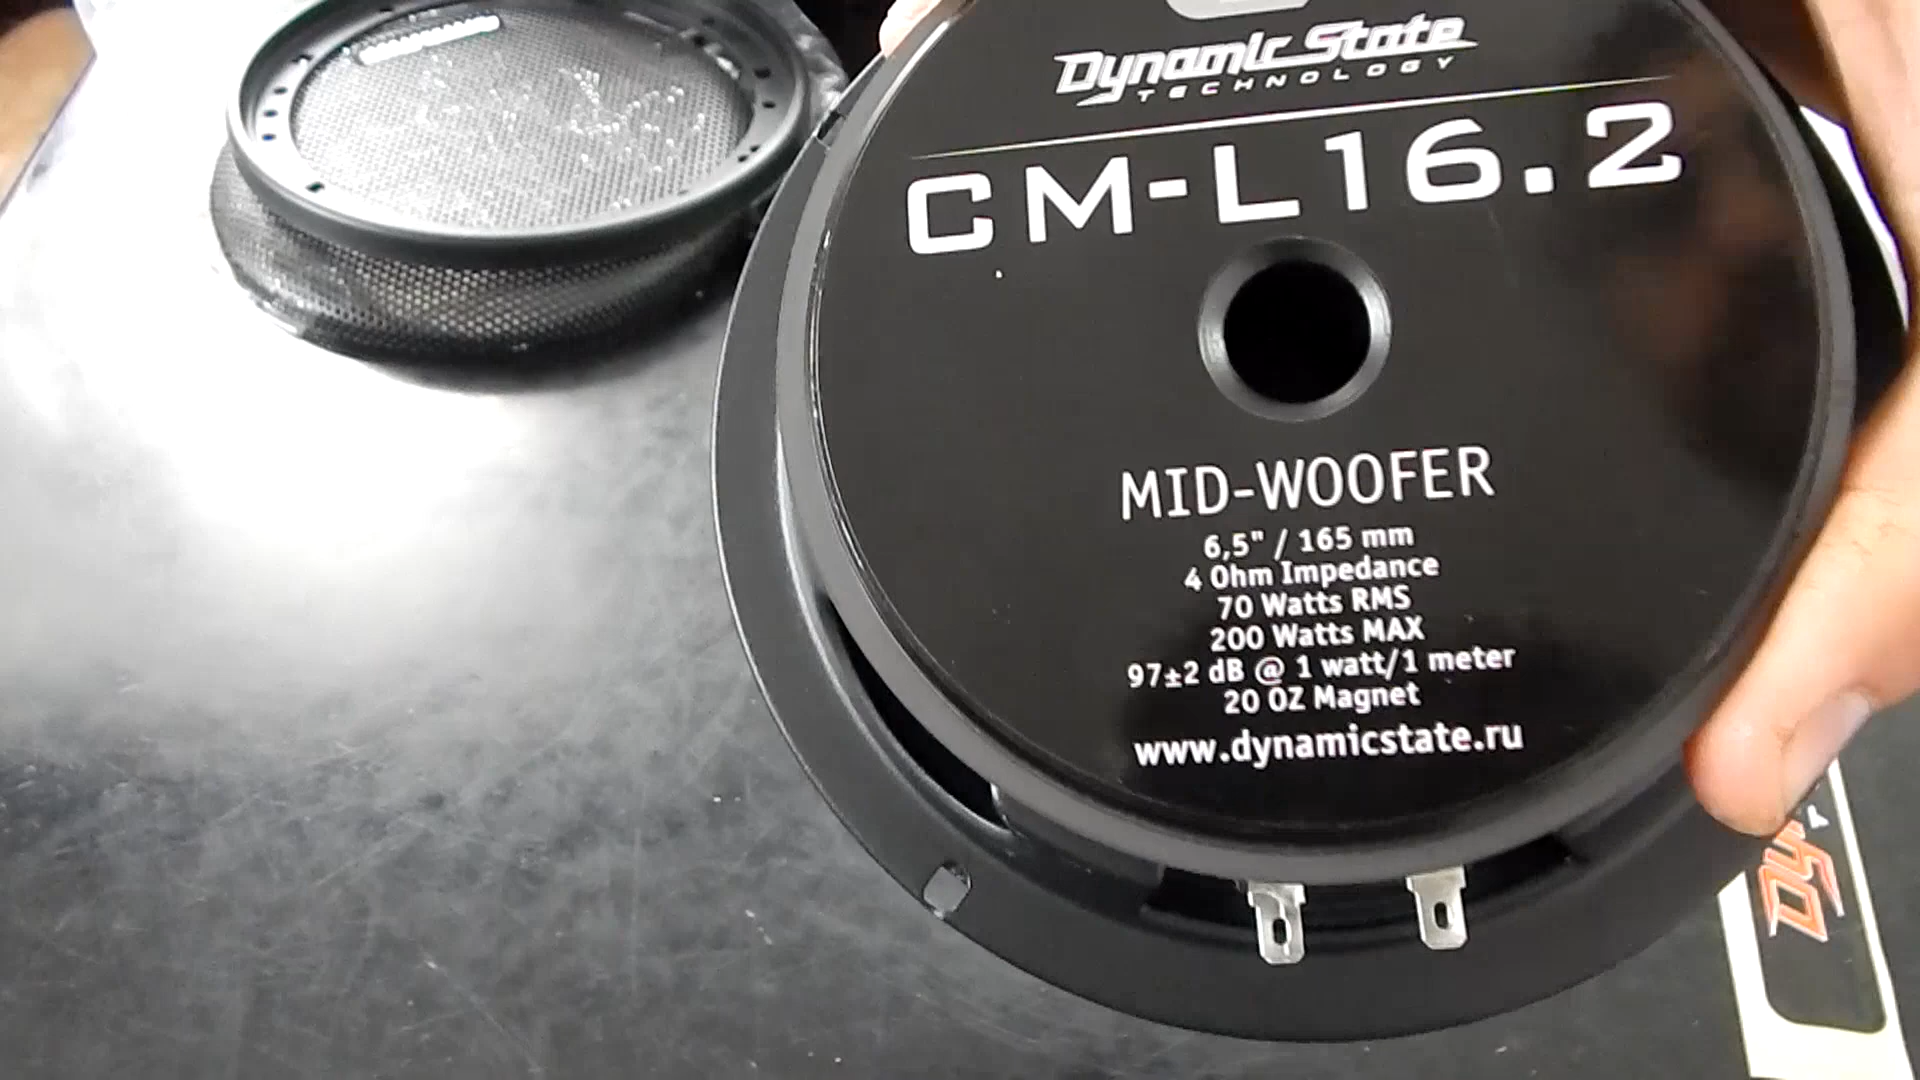 Dynamic State
TECHNOLOGY
CM-L16.2
MID-WOOFER
6,5" / 165 mm
4 Ohm Impedance
70 Watts RMS
200 Watts MAX
97±2 dB @ 1 watt/1 meter
20 OZ Magnet
www.dynamicstate.ru